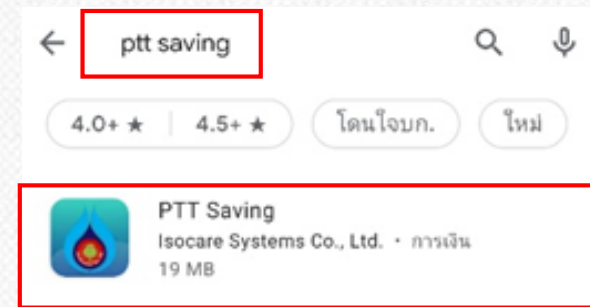 ptt saving
4.0+ ★ 4.5+ ★ โดนใจบก. ใหม่
PTT Saving
Isocare Systems Co., Ltd. • การเงิน
19 MB